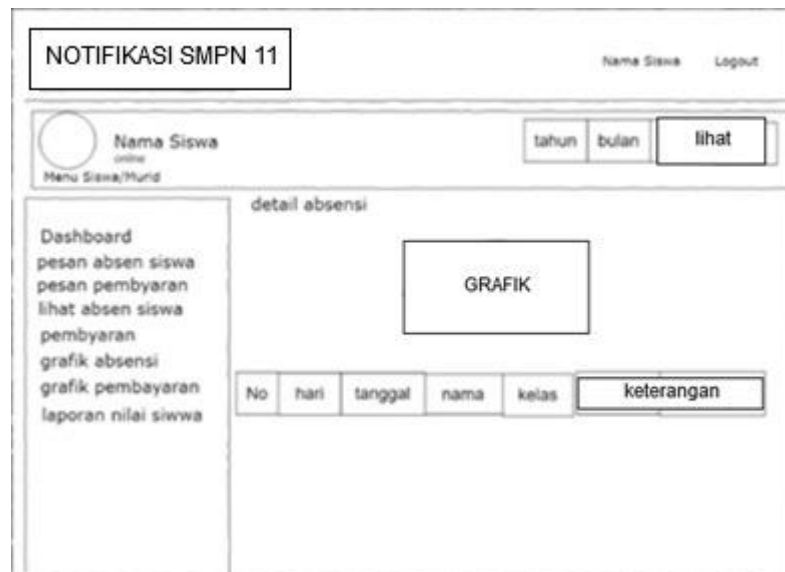 NOTIFIKASI SMPN 11
Nama Siswa Logout
Nama Siswa
online
Menu Siswa/Murid
tahun bulan lihat
detail absensi
Dashboard
pesan absen siswa
pesan pembyaran
lihat absen siswa
pembyaran
grafik absensi
grafik pembayaran
laporan nilai siwwa
GRAFIK
No hari tanggal nama kelas keterangan